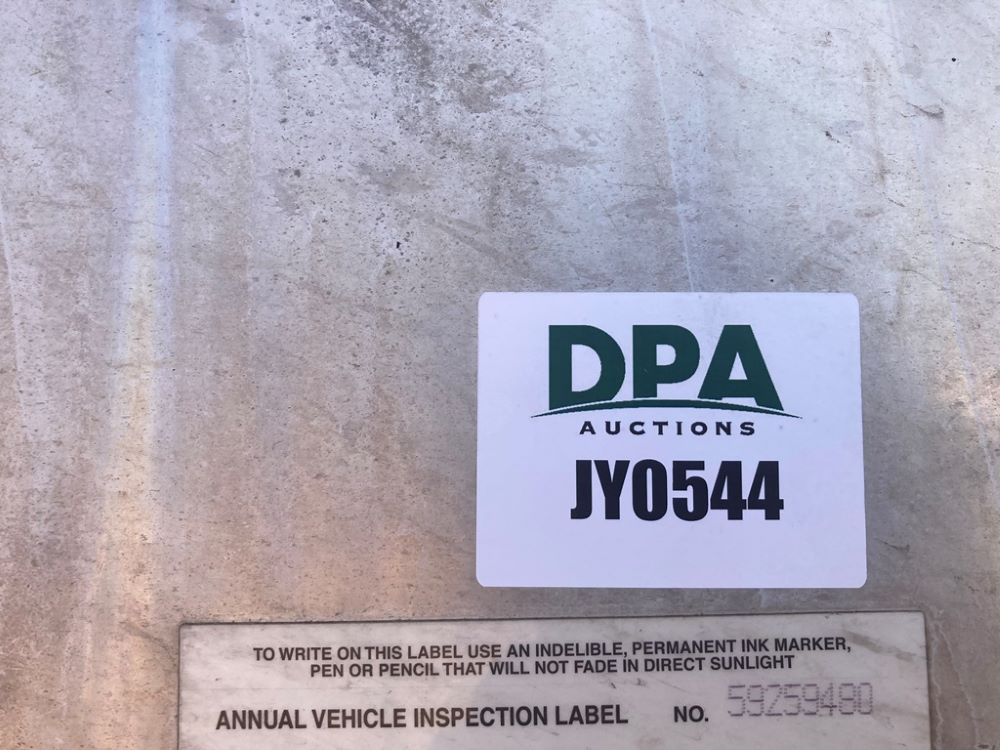 DPA
AUCTIONS
JY0544
TO WRITE ON THIS LABEL USE AN INDELIBLE, PERMANENT INK MARKER,
PEN OR PENCIL THAT WILL NOT FADE IN DIRECT SUNLIGHT
ANNUAL VEHICLE INSPECTION LABEL NO. 59259480